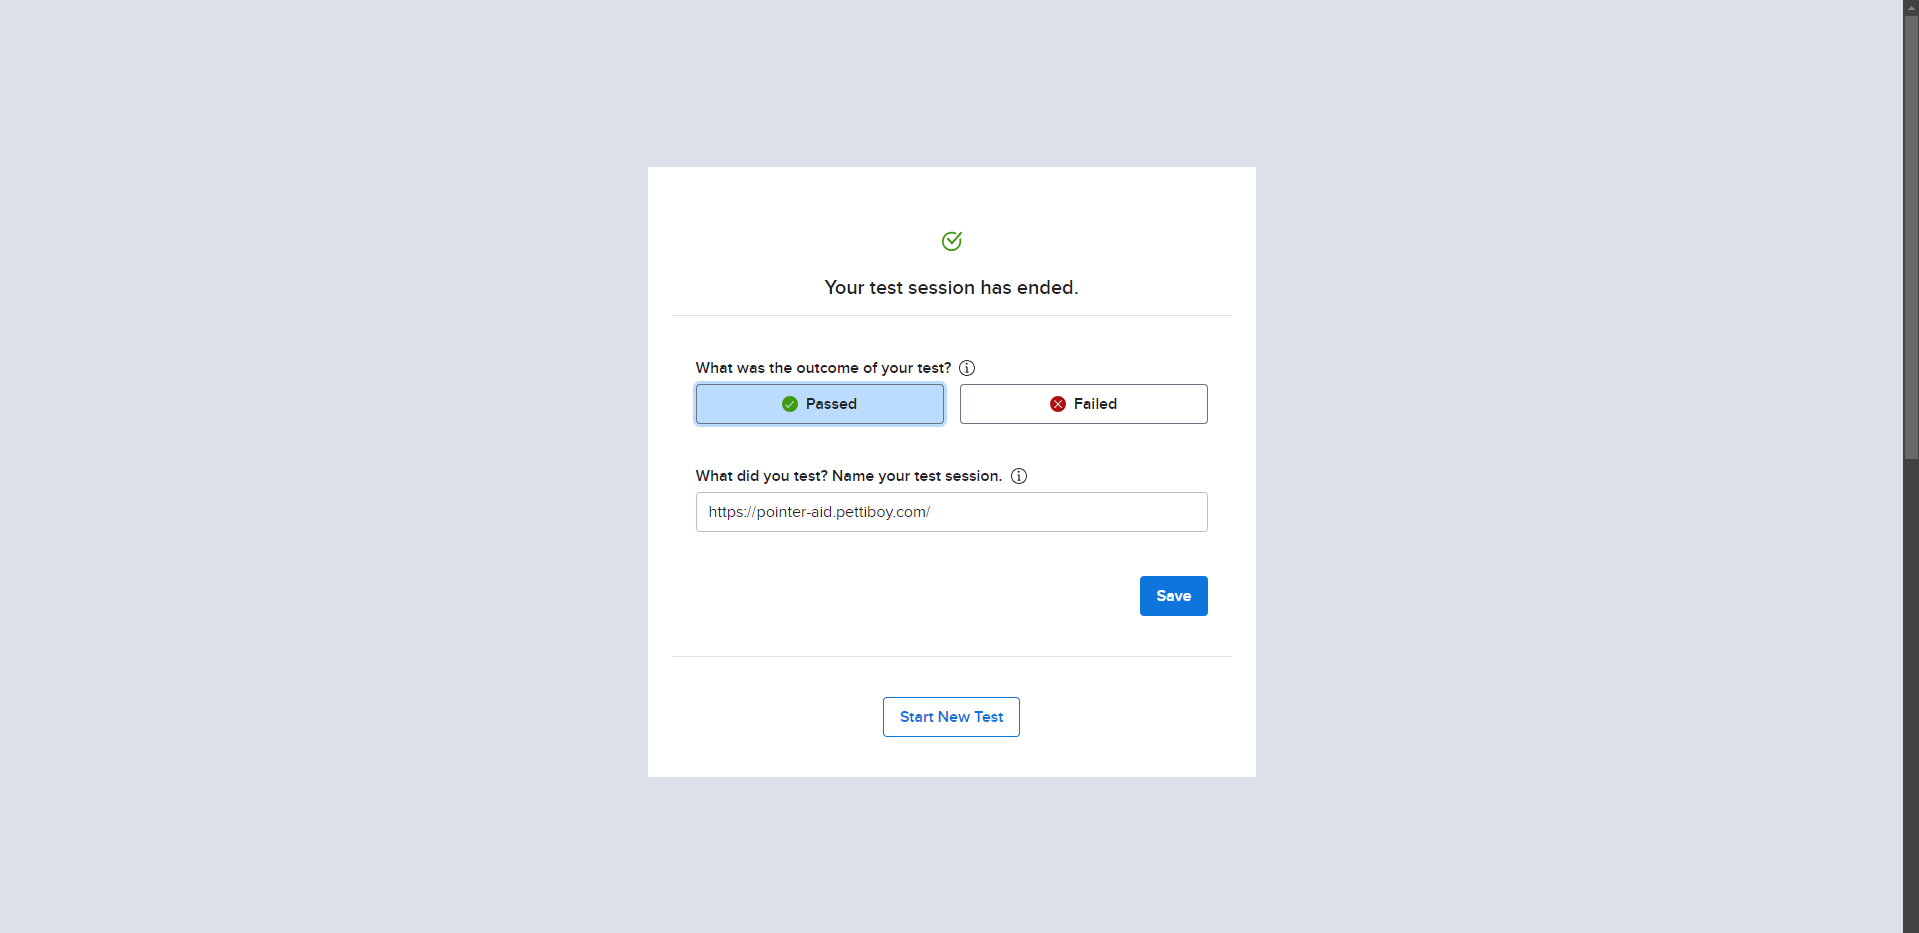 Your test session has ended.
What was the outcome of your test?
Passed
Failed
What did you test? Name your test session.
https://pointer-aid.pettiboy.com/
Save
Start New Test